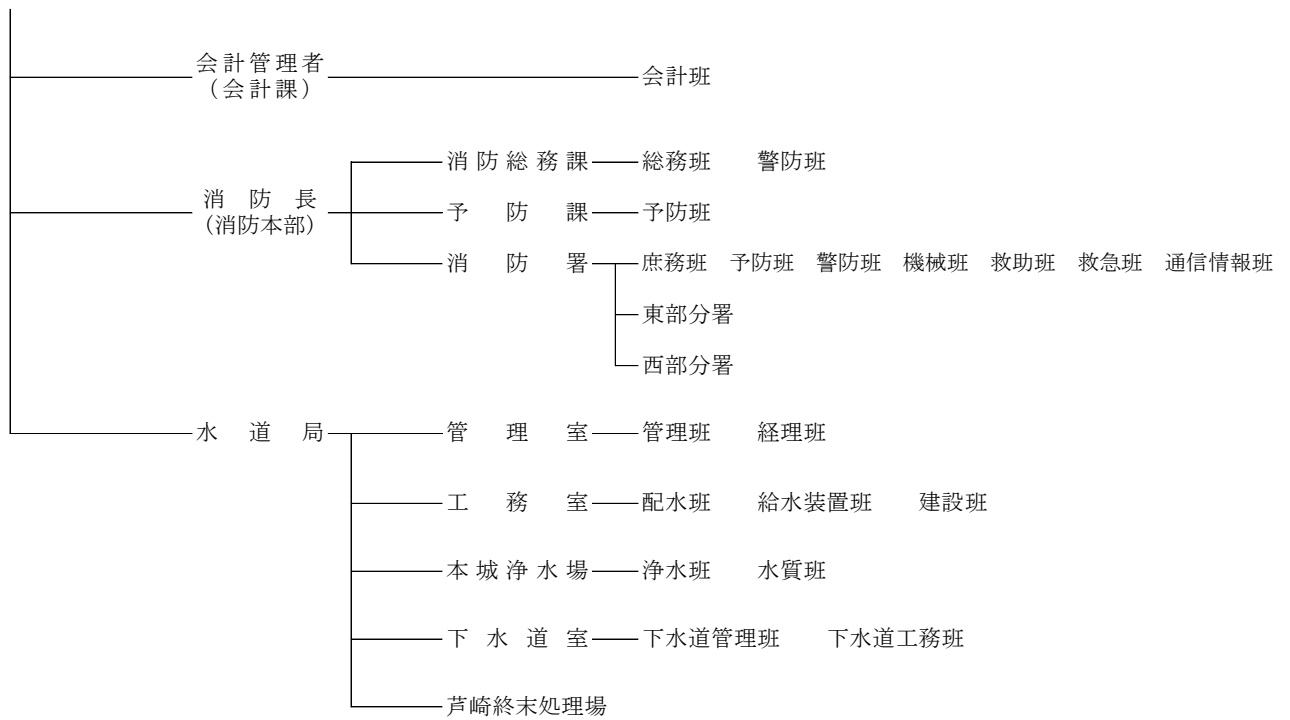 会計管理者
（会計課）
会計班
消防総務課 総務班 警防班
消防長
（消防本部）
予防課 予防班
消防署 庶務班 予防班 警防班 機械班 救助班 救急班 通信情報班
東部分署
西部分署
水道局 管理室 管理班 経理班
工務室 配水班 給水装置班 建設班
本城浄水場 浄水班 水質班
下水道室 下水道管理班 下水道工務班
芦崎終末処理場